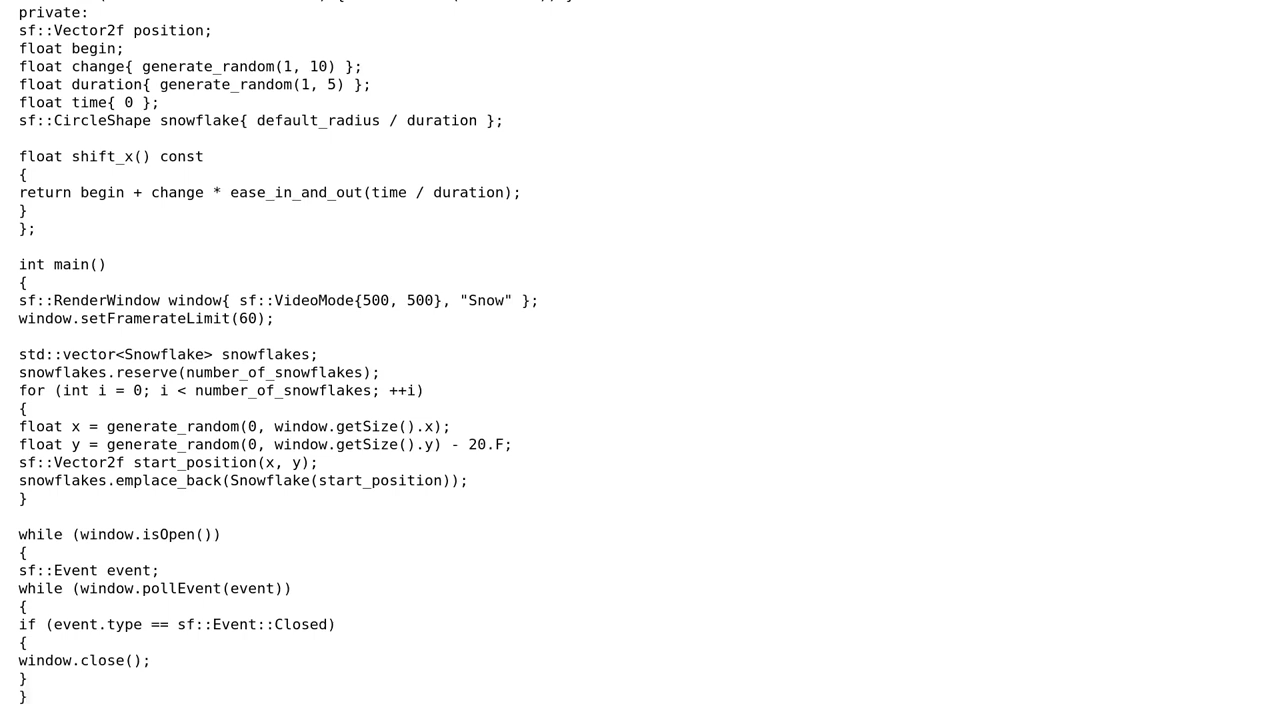 private:
sf::Vector2f position;
float begin;
float change{ generate_random(1, 10) };
float duration{ generate_random(1, 5) };
float time{ 0 };
sf::CircleShape snowflake{ default_radius / duration };
float shift_x() const
{
return begin + change * ease_in_and_out(time / duration);
}
};
int main()
{
sf::RenderWindow window{ sf::VideoMode{500, 500}, "Snow" };
window.setFramerateLimit(60);
std::vector<Snowflake> snowflakes;
snowflakes.reserve(number_of_snowflakes);
for (int i = 0; i < number_of_snowflakes; ++i)
{
float x = generate_random(0, window.getSize().x);
float y = generate_random(0, window.getSize().y) - 20.F;
sf::Vector2f start_position(x, y);
snowflakes.emplace_back(Snowflake(start_position));
}
while (window.isOpen())
{
sf::Event event;
while (window.pollEvent(event))
{
if (event.type == sf::Event::Closed)
{
window.close();
}
}